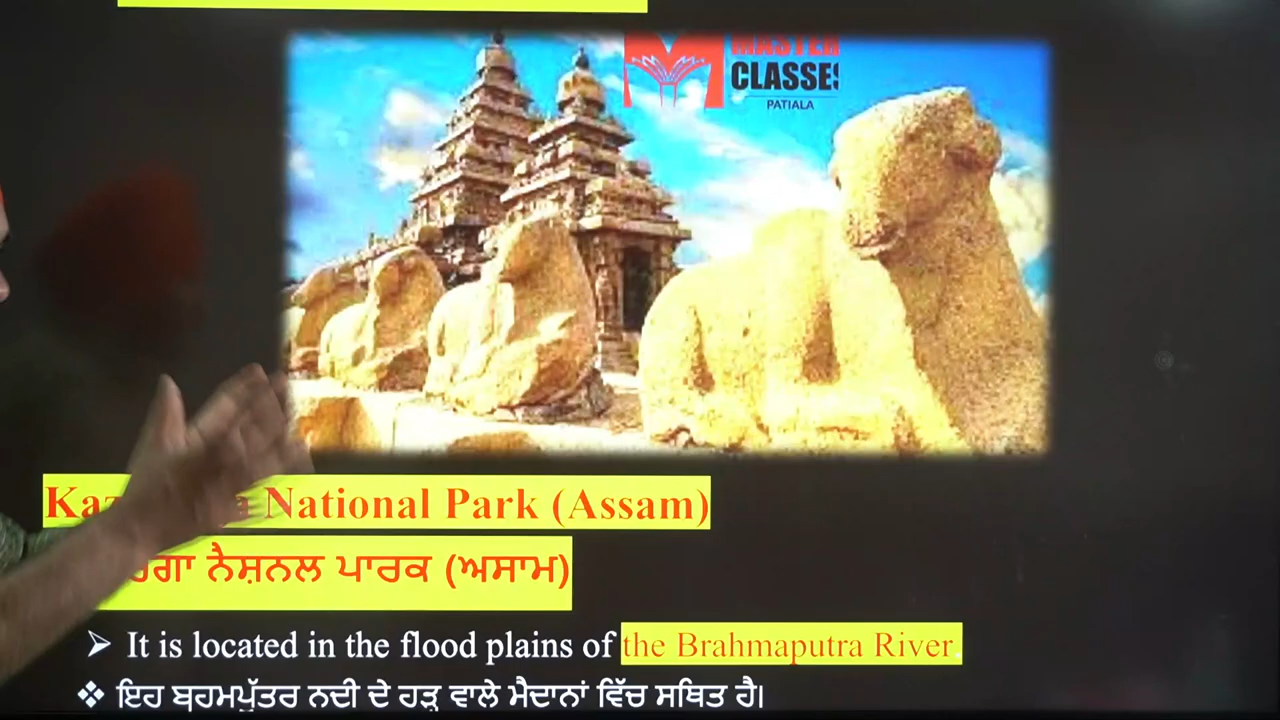 MASTER
CLASSES
PATIALA
National Park (Assam)
ਨੈਸ਼ਨਲ ਪਾਰਕ (ਅਸਾਮ)
➢ It is located in the flood plains of the Brahmaputra River.
❖ ਇਹ ਬ੍ਰਹਮਪੁੱਤਰ ਨਦੀ ਦੇ ਹੜ੍ਹ ਵਾਲੇ ਮੈਦਾਨਾਂ ਵਿੱਚ ਸਥਿਤ ਹੈ।